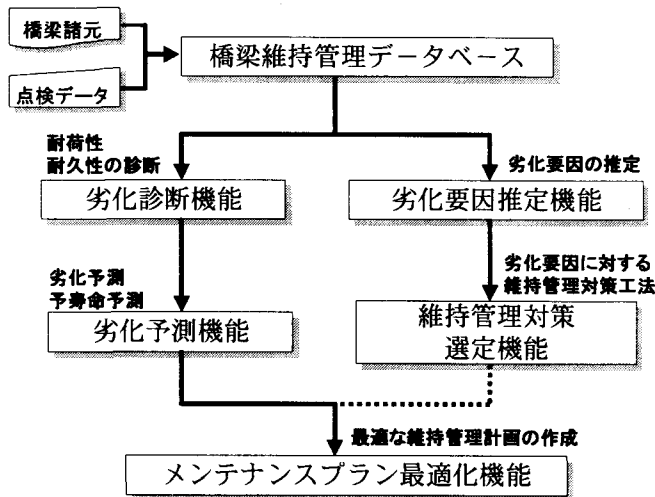 橋梁諸元
点検データ
橋梁維持管理データベース
耐荷性
耐久性の診断
劣化診断機能
劣化要因の推定
劣化要因推定機能
劣化予測
予寿命予測
劣化予測機能
劣化要因に対する
維持管理対策工法
維持管理対策
選定機能
最適な維持管理計画の作成
メンテナンスプラン最適化機能